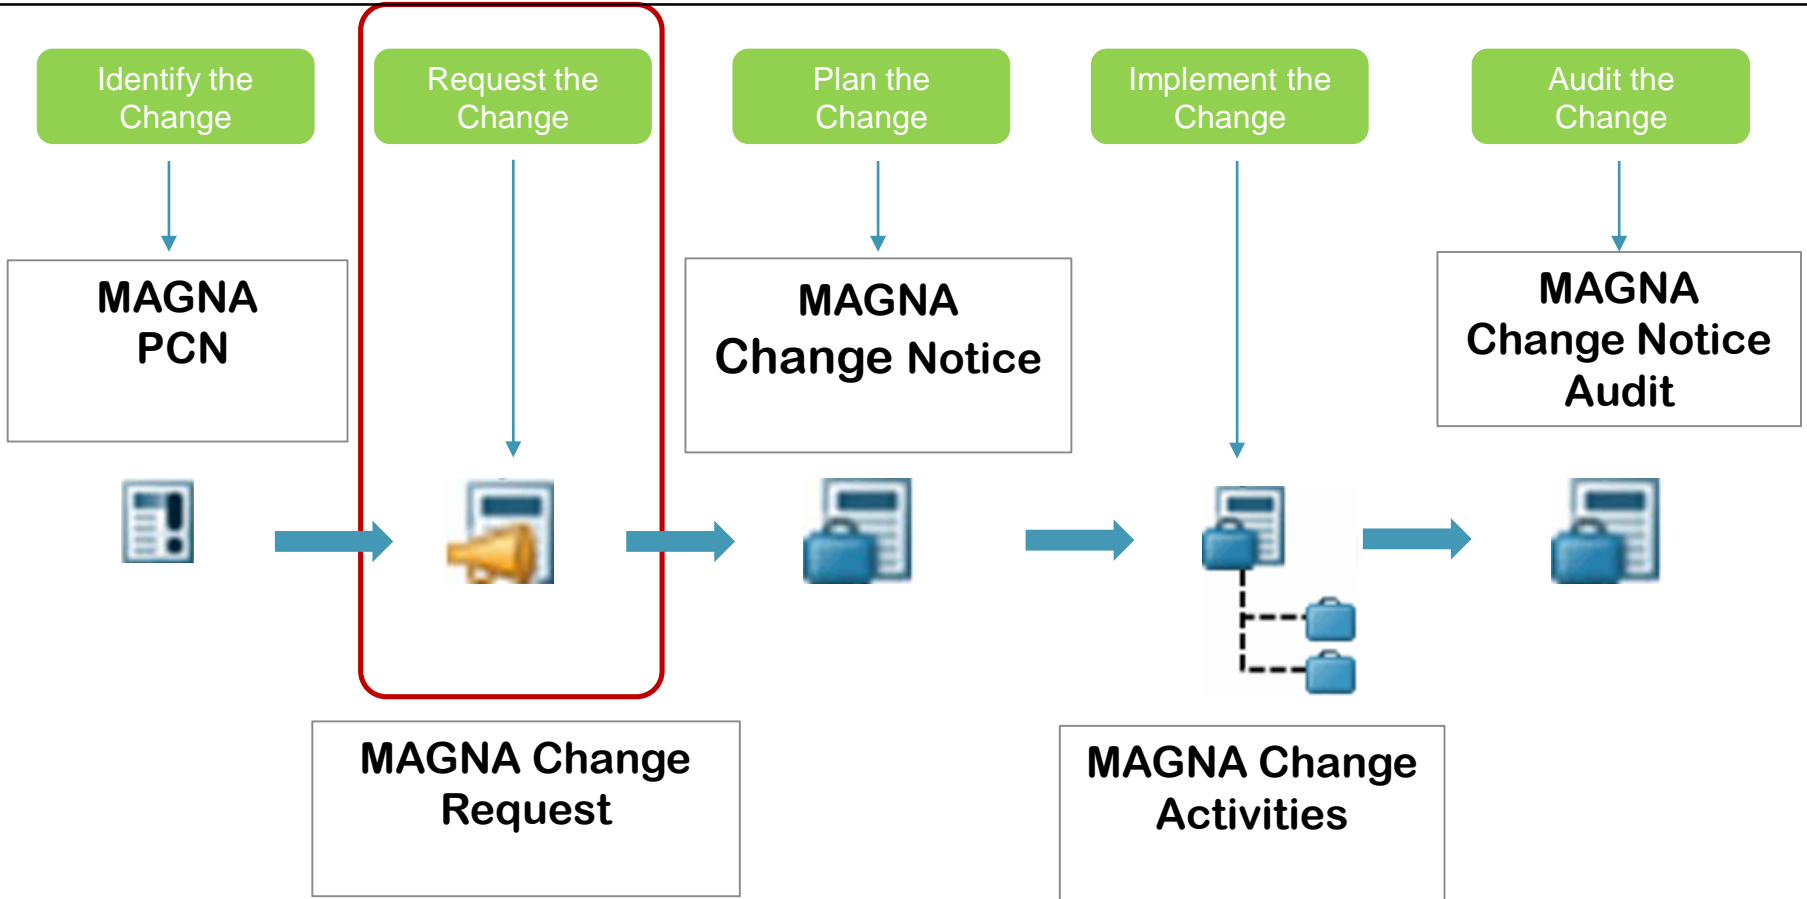 Identify the
Change
Request the
Change
Plan the
Change
Implement the
Change
Audit the
Change
MAGNA
PCN
MAGNA
Change Notice
MAGNA
Change Notice
Audit
MAGNA Change
Request
MAGNA Change
Activities